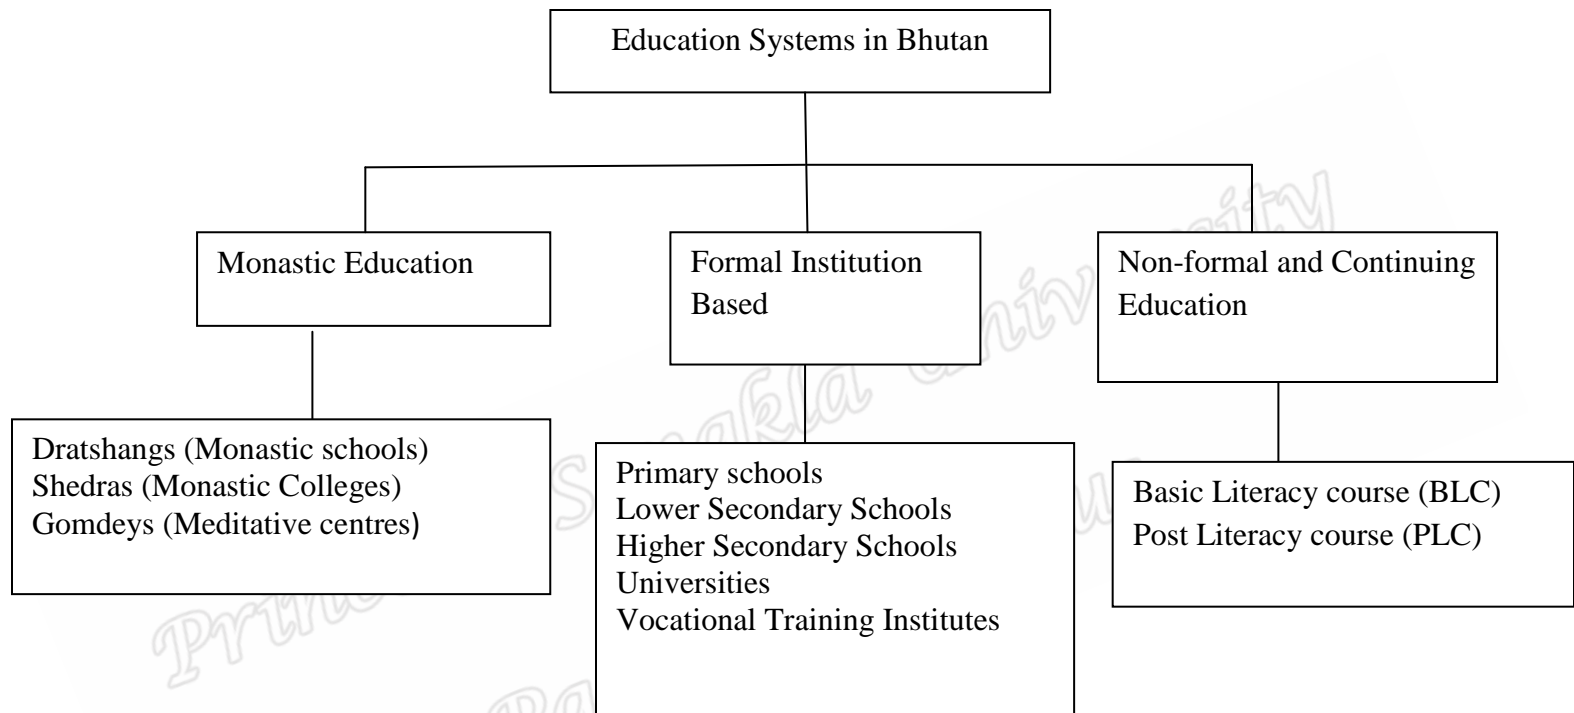 Education Systems in Bhutan
Monastic Education
Formal Institution
Based
Non-formal and Continuing
Education
Dratshangs (Monastic schools)
Shedras (Monastic Colleges)
Gomdeys (Meditative centres)
Primary schools
Lower Secondary Schools
Higher Secondary Schools
Universities
Vocational Training Institutes
Basic Literacy course (BLC)
Post Literacy course (PLC)